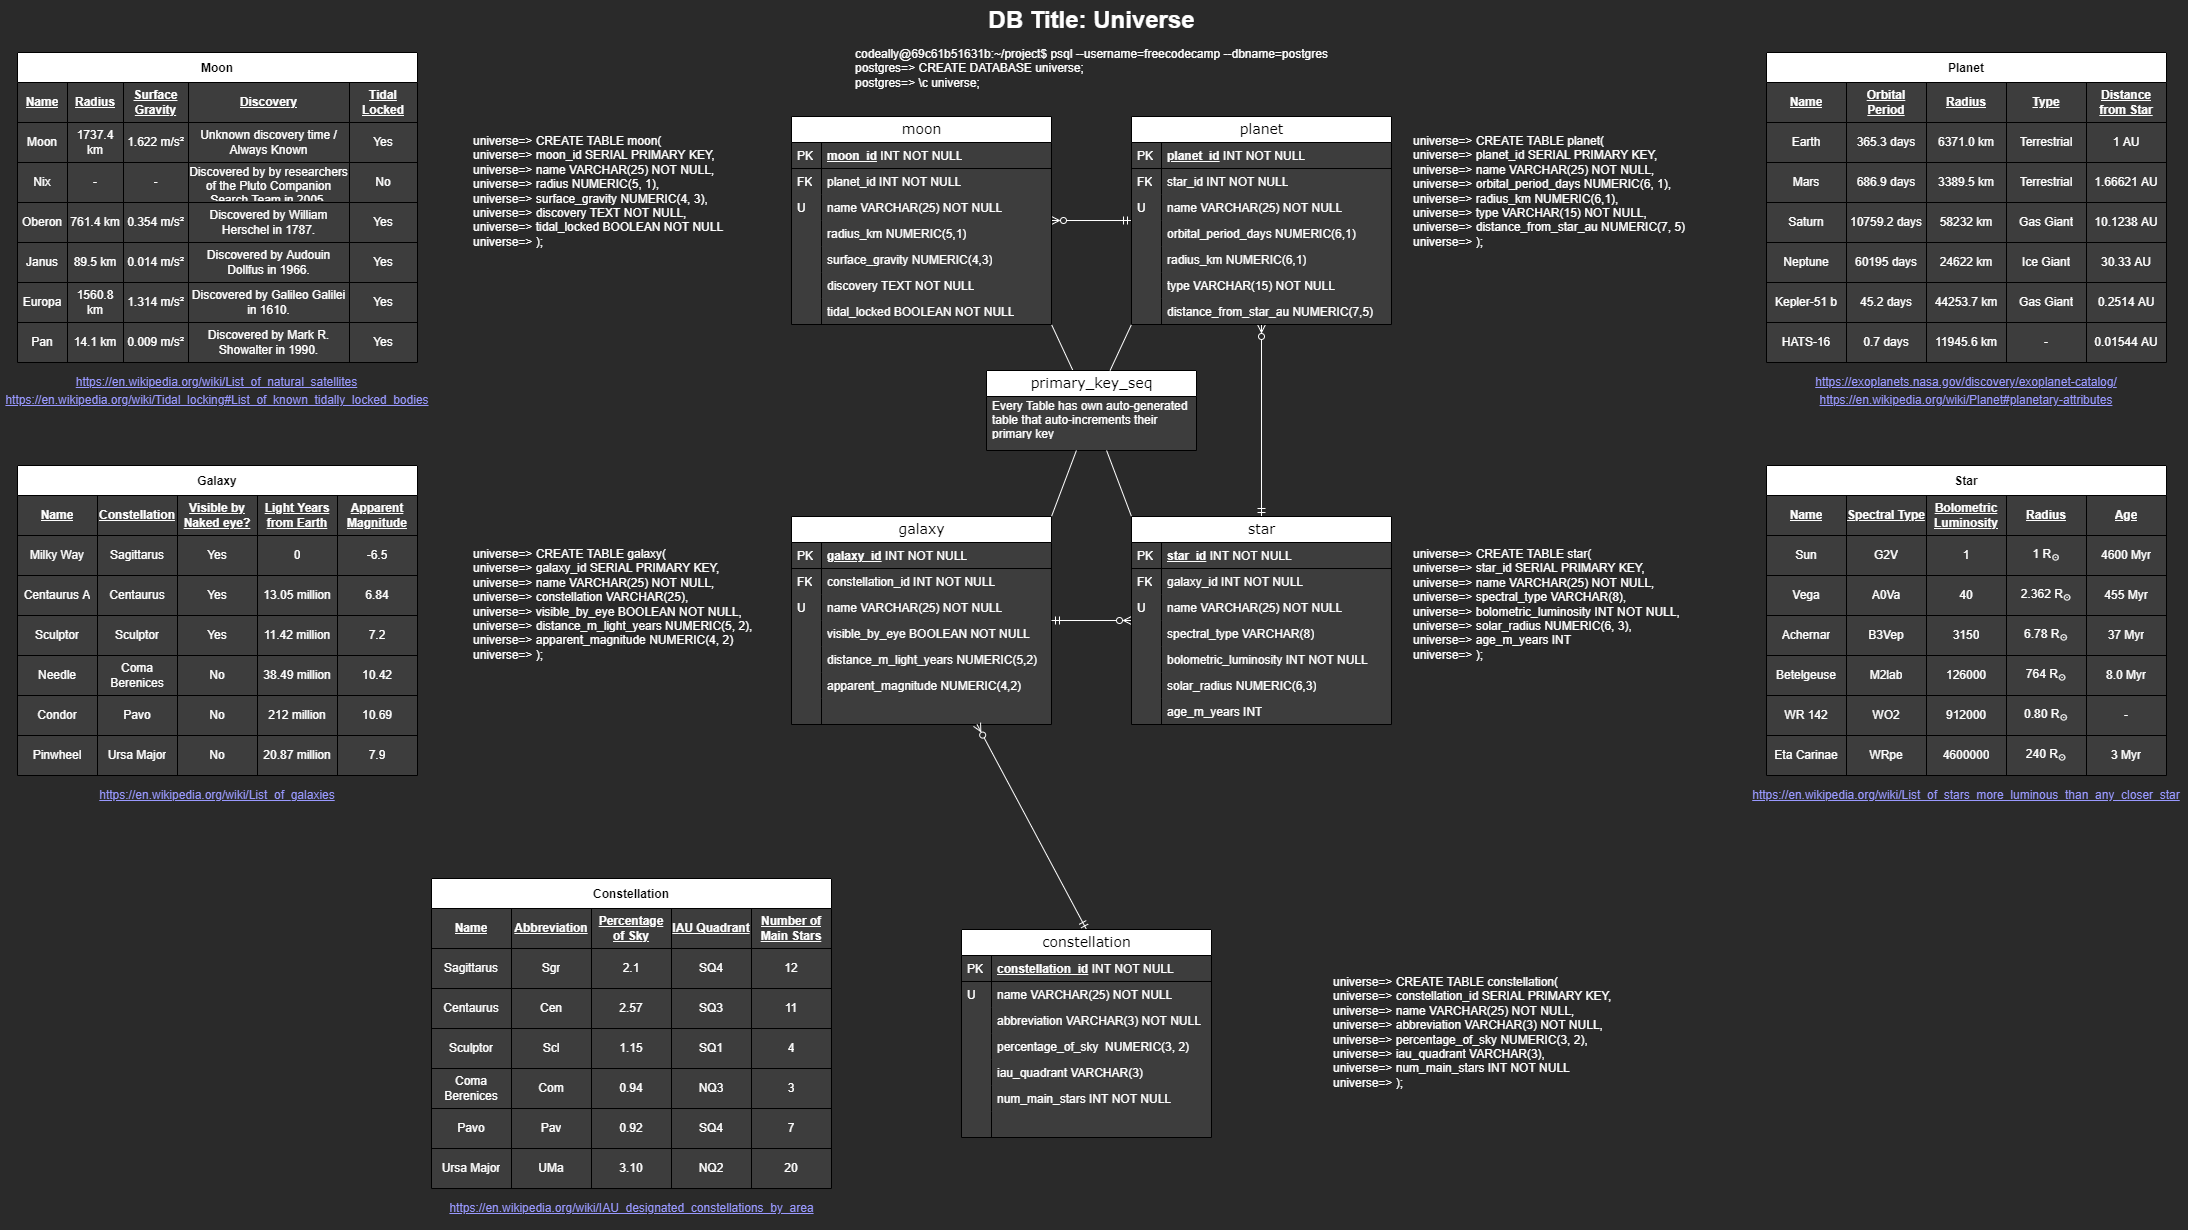 DB Title: Universe
codeally@69c61b51631b:~/project$ psql --username=freecodecamp --dbname=postgres
postgres=> CREATE DATABASE universe;
postgres=> \c universe;
Moon
Name Radius Surface Gravity Discovery Tidal Locked
Moon 1737.4 km 1.622 m/s² Unknown discovery time / Always Known Yes
Nix - - Discovered by by researchers of the Pluto Companion Search Team in 2005 No
Oberon 761.4 km 0.354 m/s² Discovered by William Herschel in 1787. Yes
Janus 89.5 km 0.014 m/s² Discovered by Audouin Dollfus in 1966. Yes
Europa 1560.8 km 1.314 m/s² Discovered by Galileo Galilei in 1610. Yes
Pan 14.1 km 0.009 m/s² Discovered by Mark R. Showalter in 1990. Yes
https://en.wikipedia.org/wiki/List_of_natural_satellites
https://en.wikipedia.org/wiki/Tidal_locking#List_of_known_tidally_locked_bodies
universe=> CREATE TABLE moon(
universe=> moon_id SERIAL PRIMARY KEY,
universe=> name VARCHAR(25) NOT NULL,
universe=> radius NUMERIC(5, 1),
universe=> surface_gravity NUMERIC(4, 3),
universe=> discovery TEXT NOT NULL,
universe=> tidal_locked BOOLEAN NOT NULL
universe=> );
moon
PK moon_id INT NOT NULL
FK planet_id INT NOT NULL
U name VARCHAR(25) NOT NULL
radius_km NUMERIC(5,1)
surface_gravity NUMERIC(4,3)
discovery TEXT NOT NULL
tidal_locked BOOLEAN NOT NULL
planet
PK planet_id INT NOT NULL
FK star_id INT NOT NULL
U name VARCHAR(25) NOT NULL
orbital_period_days NUMERIC(6,1)
radius_km NUMERIC(6,1)
type VARCHAR(15) NOT NULL
distance_from_star_au NUMERIC(7,5)
universe=> CREATE TABLE planet(
universe=> planet_id SERIAL PRIMARY KEY,
universe=> name VARCHAR(25) NOT NULL,
universe=> orbital_period_days NUMERIC(6, 1),
universe=> radius_km NUMERIC(6,1),
universe=> type VARCHAR(15) NOT NULL,
universe=> distance_from_star_au NUMERIC(7, 5)
universe=> );
Planet
Name Orbital Period Radius Type Distance from Star
Earth 365.3 days 6371.0 km Terrestrial 1 AU
Mars 686.9 days 3389.5 km Terrestrial 1.66621 AU
Saturn 10759.2 days 58232 km Gas Giant 10.1238 AU
Neptune 60195 days 24622 km Ice Giant 30.33 AU
Kepler-51 b 45.2 days 44253.7 km Gas Giant 0.2514 AU
HATS-16 0.7 days 11945.6 km - 0.01544 AU
https://exoplanets.nasa.gov/discovery/exoplanet-catalog/
https://en.wikipedia.org/wiki/Planet#planetary-attributes
primary_key_seq
Every Table has own auto-generated
table that auto-increments their
primary key
Galaxy
Name Constellation Visible by Naked eye? Light Years from Earth Apparent Magnitude
Milky Way Sagittarus Yes 0 -6.5
Centaurus A Centaurus Yes 13.05 million 6.84
Sculptor Sculptor Yes 11.42 million 7.2
Needle Coma Berenices No 38.49 million 10.42
Condor Pavo No 212 million 10.69
Pinwheel Ursa Major No 20.87 million 7.9
https://en.wikipedia.org/wiki/List_of_galaxies
universe=> CREATE TABLE galaxy(
universe=> galaxy_id SERIAL PRIMARY KEY,
universe=> name VARCHAR(25) NOT NULL,
universe=> constellation VARCHAR(25),
universe=> visible_by_eye BOOLEAN NOT NULL,
universe=> distance_m_light_years NUMERIC(5, 2),
universe=> apparent_magnitude NUMERIC(4, 2)
universe=> );
galaxy
PK galaxy_id INT NOT NULL
FK constellation_id INT NOT NULL
U name VARCHAR(25) NOT NULL
visible_by_eye BOOLEAN NOT NULL
distance_m_light_years NUMERIC(5,2)
apparent_magnitude NUMERIC(4,2)
star
PK star_id INT NOT NULL
FK galaxy_id INT NOT NULL
U name VARCHAR(25) NOT NULL
spectral_type VARCHAR(8)
bolometric_luminosity INT NOT NULL
solar_radius NUMERIC(6,3)
age_m_years INT
universe=> CREATE TABLE star(
universe=> star_id SERIAL PRIMARY KEY,
universe=> name VARCHAR(25) NOT NULL,
universe=> spectral_type VARCHAR(8),
universe=> bolometric_luminosity INT NOT NULL,
universe=> solar_radius NUMERIC(6, 3),
universe=> age_m_years INT
universe=> );
Star
Name Spectral Type Bolometric Luminosity Radius Age
Sun G2V 1 1 R☉ 4600 Myr
Vega A0Va 40 2.362 R☉ 455 Myr
Achernar B3Vep 3150 6.78 R☉ 37 Myr
Betelgeuse M2Iab 126000 764 R☉ 8.0 Myr
WR 142 WO2 912000 0.80 R☉ -
Eta Carinae WRpe 4600000 240 R☉ 3 Myr
https://en.wikipedia.org/wiki/List_of_stars_more_luminous_than_any_closer_star
Constellation
Name Abbreviation Percentage of Sky IAU Quadrant Number of Main Stars
Sagittarus Sgr 2.1 SQ4 12
Centaurus Cen 2.57 SQ3 11
Sculptor Scl 1.15 SQ1 4
Coma Berenices Com 0.94 NQ3 3
Pavo Pav 0.92 SQ4 7
Ursa Major UMa 3.10 NQ2 20
https://en.wikipedia.org/wiki/IAU_designated_constellations_by_area
constellation
PK constellation_id INT NOT NULL
U name VARCHAR(25) NOT NULL
abbreviation VARCHAR(3) NOT NULL
percentage_of_sky NUMERIC(3, 2)
iau_quadrant VARCHAR(3)
num_main_stars INT NOT NULL
universe=> CREATE TABLE constellation(
universe=> constellation_id SERIAL PRIMARY KEY,
universe=> name VARCHAR(25) NOT NULL,
universe=> abbreviation VARCHAR(3) NOT NULL,
universe=> percentage_of_sky NUMERIC(3, 2),
universe=> iau_quadrant VARCHAR(3),
universe=> num_main_stars INT NOT NULL
universe=> );